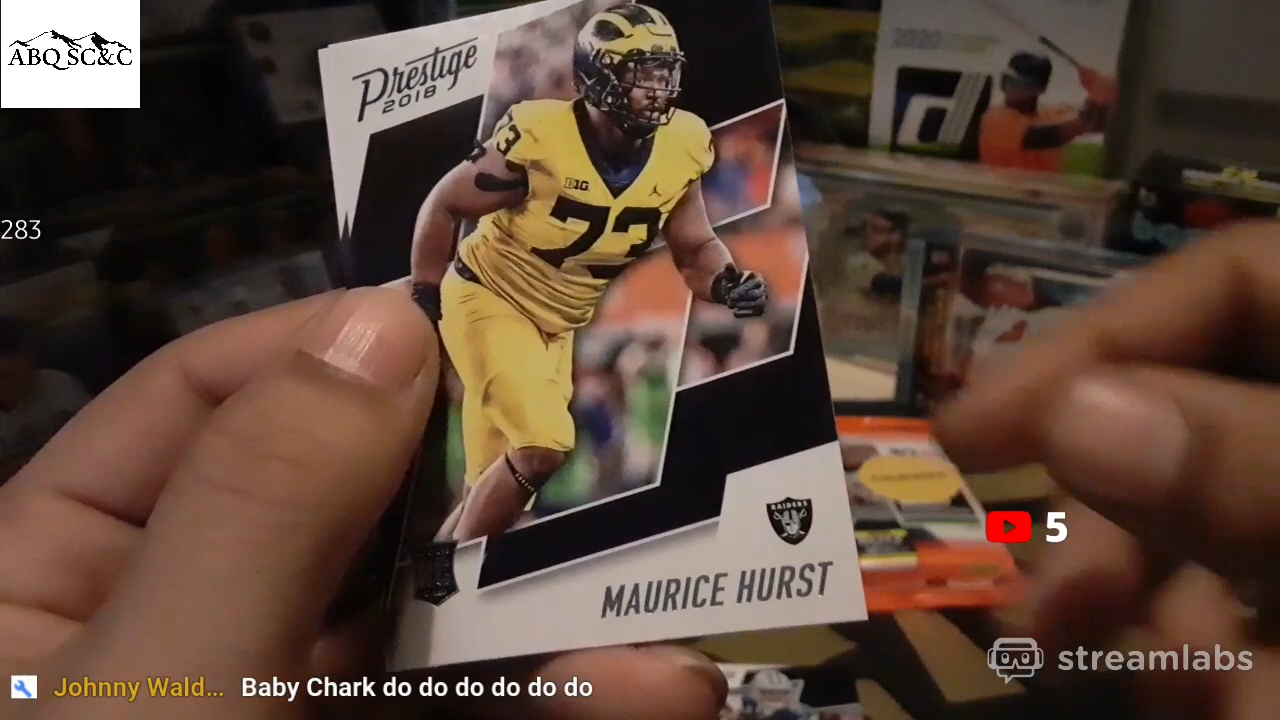 ABQ SC&C
Prestige
2018
73
B1G
73
283
RAIDERS
MAURICE HURST
5
streamlabs
Johnny Wald... Baby Chark do do do do do do